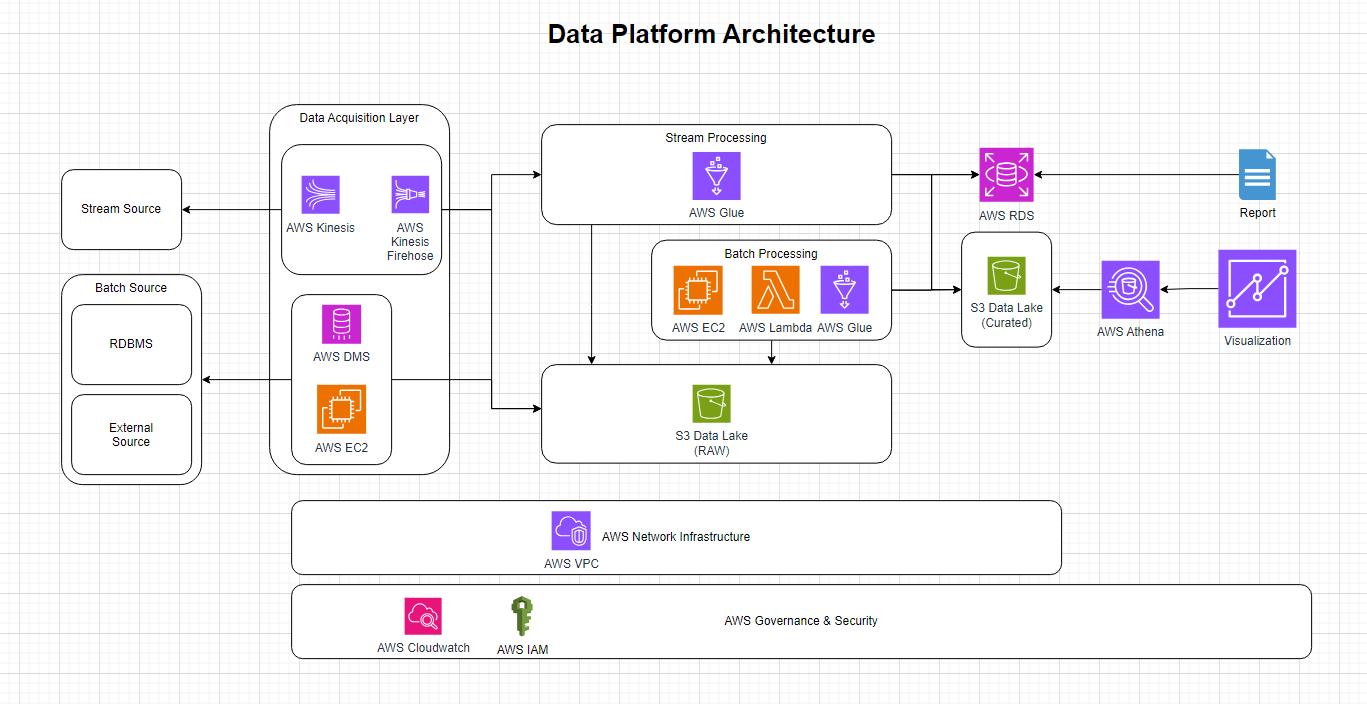 Data Platform Architecture
Data Acquisition Layer
Stream Source
AWS Kinesis
AWS
Kinesis
Firehose
Batch Source
RDBMS
External
Source
AWS DMS
AWS EC2
Stream Processing
AWS Glue
Batch Processing
AWS EC2
AWS Lambda
AWS Glue
S3 Data Lake
(RAW)
AWS RDS
S3 Data Lake
(Curated)
AWS Athena
Report
Visualization
AWS VPC
AWS Network Infrastructure
AWS Cloudwatch
AWS IAM
AWS Governance & Security